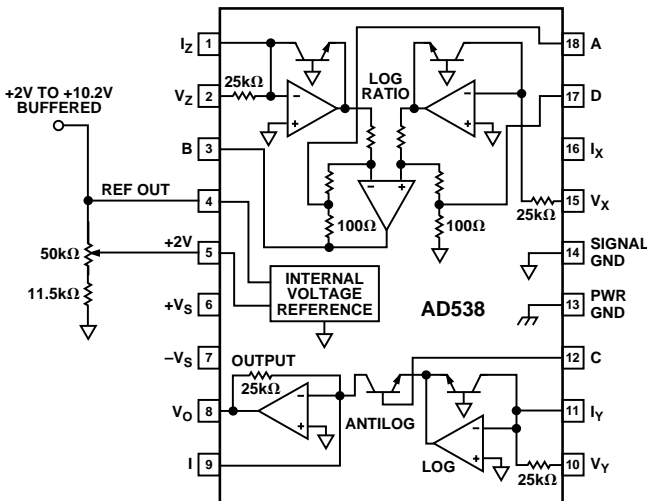 +2V TO +10.2V
BUFFERED
REF OUT
+2V
50kΩ
11.5kΩ
I_Z 1
V_Z 2
B 3
4
5
+V_S 6
–V_S 7
V_O 8
I 9
25kΩ
LOG
RATIO
100Ω
100Ω
25kΩ
INTERNAL
VOLTAGE
REFERENCE
AD538
OUTPUT
25kΩ
ANTILOG
LOG
25kΩ
18 A
17 D
16 I_X
15 V_X
14 SIGNAL
GND
13 PWR
GND
12 C
11 I_Y
10 V_Y
– +
– +
– +
– +
– +